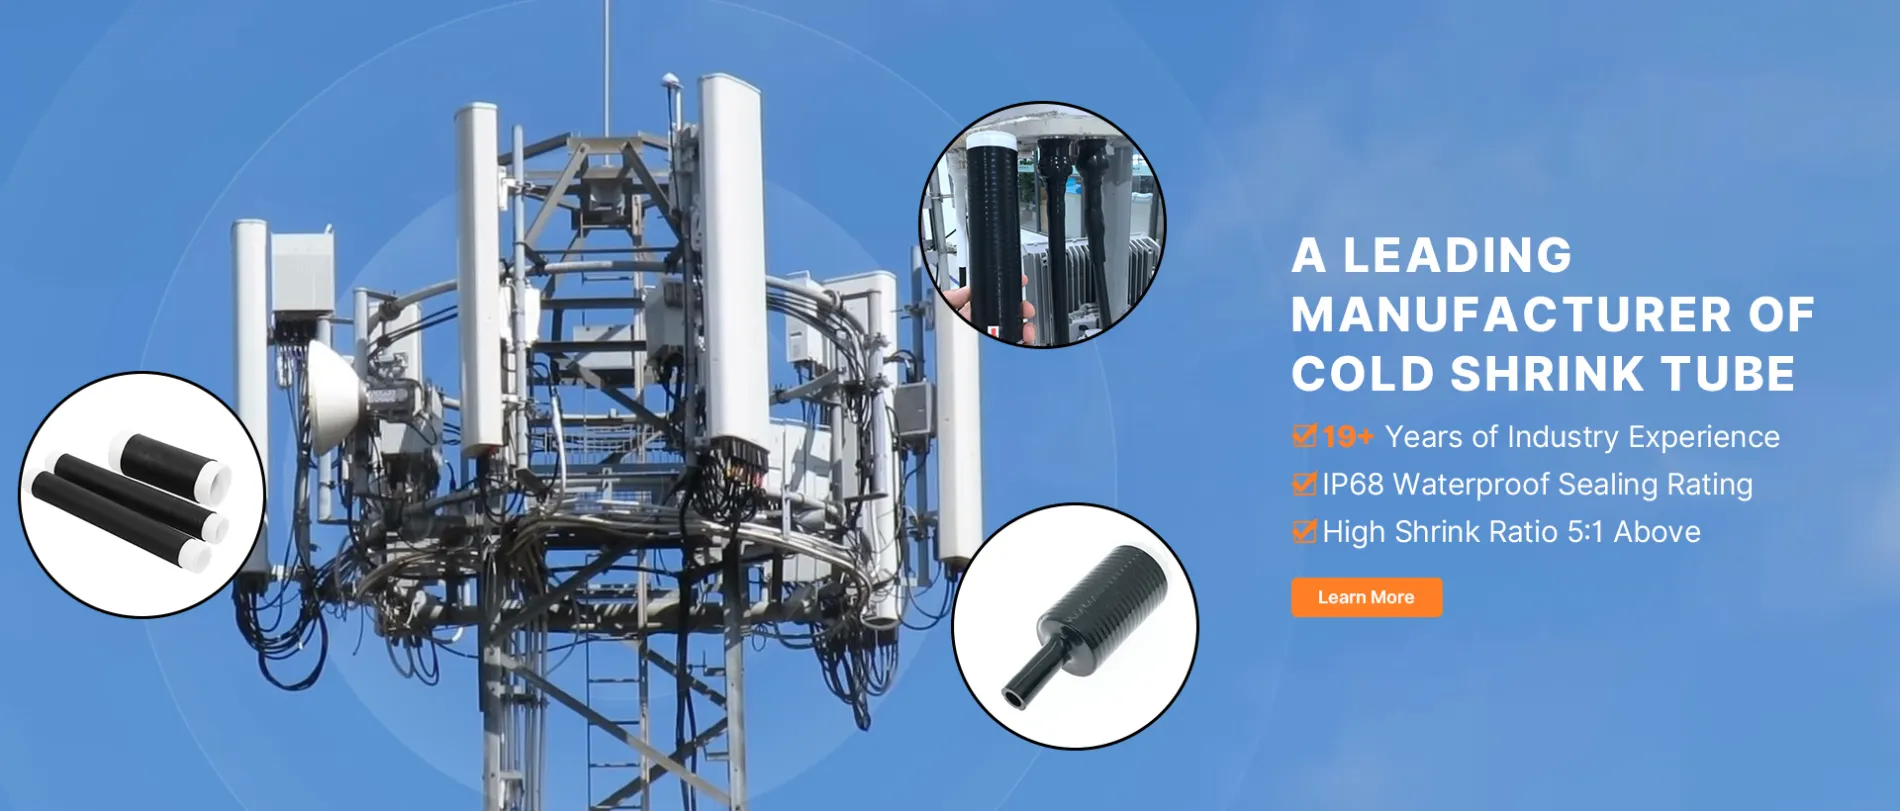 A LEADING
MANUFACTURER OF
COLD SHRINK TUBE
19+ Years of Industry Experience
IP68 Waterproof Sealing Rating
High Shrink Ratio 5:1 Above
Learn More